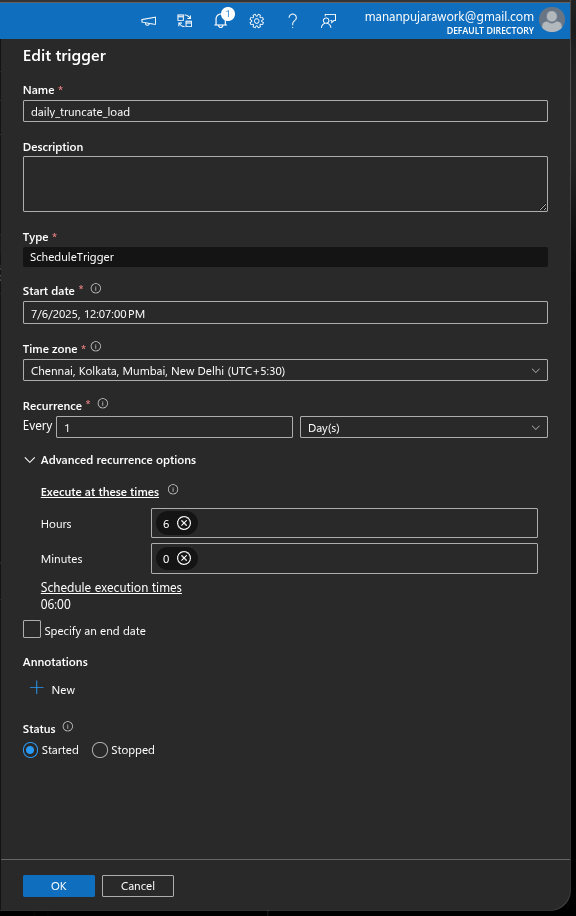 1
mananpujarawork@gmail.com
DEFAULT DIRECTORY
Edit trigger
Name *
daily_truncate_load
Description
Type *
ScheduleTrigger
Start date *
7/6/2025, 12:07:00 PM
Time zone *
Chennai, Kolkata, Mumbai, New Delhi (UTC+5:30)
Recurrence *
Every 1 Day(s)
Advanced recurrence options
Execute at these times
Hours 6
Minutes 0
Schedule execution times
06:00
Specify an end date
Annotations
New
Status
Started Stopped
OK Cancel